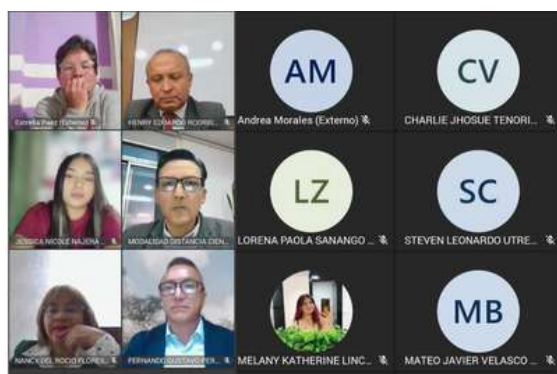 AM
CV
Estrella Paez (Externo)
HENRY EDGARDO RODRI...
Andrea Morales (Externo)
CHARLIE JHOSUE TENORI...
LZ
SC
JESSICA NICOLE NAJERA ...
MODALIDAD DISTANCIA CIEN...
LORENA PAOLA SANANGO ...
STEVEN LEONARDO UTRE...
MB
NANCY DEL ROCIO FLORES...
FERNANDO GUSTAVO PER...
MELANY KATHERINE LINC...
MATEO JAVIER VELASCO ...